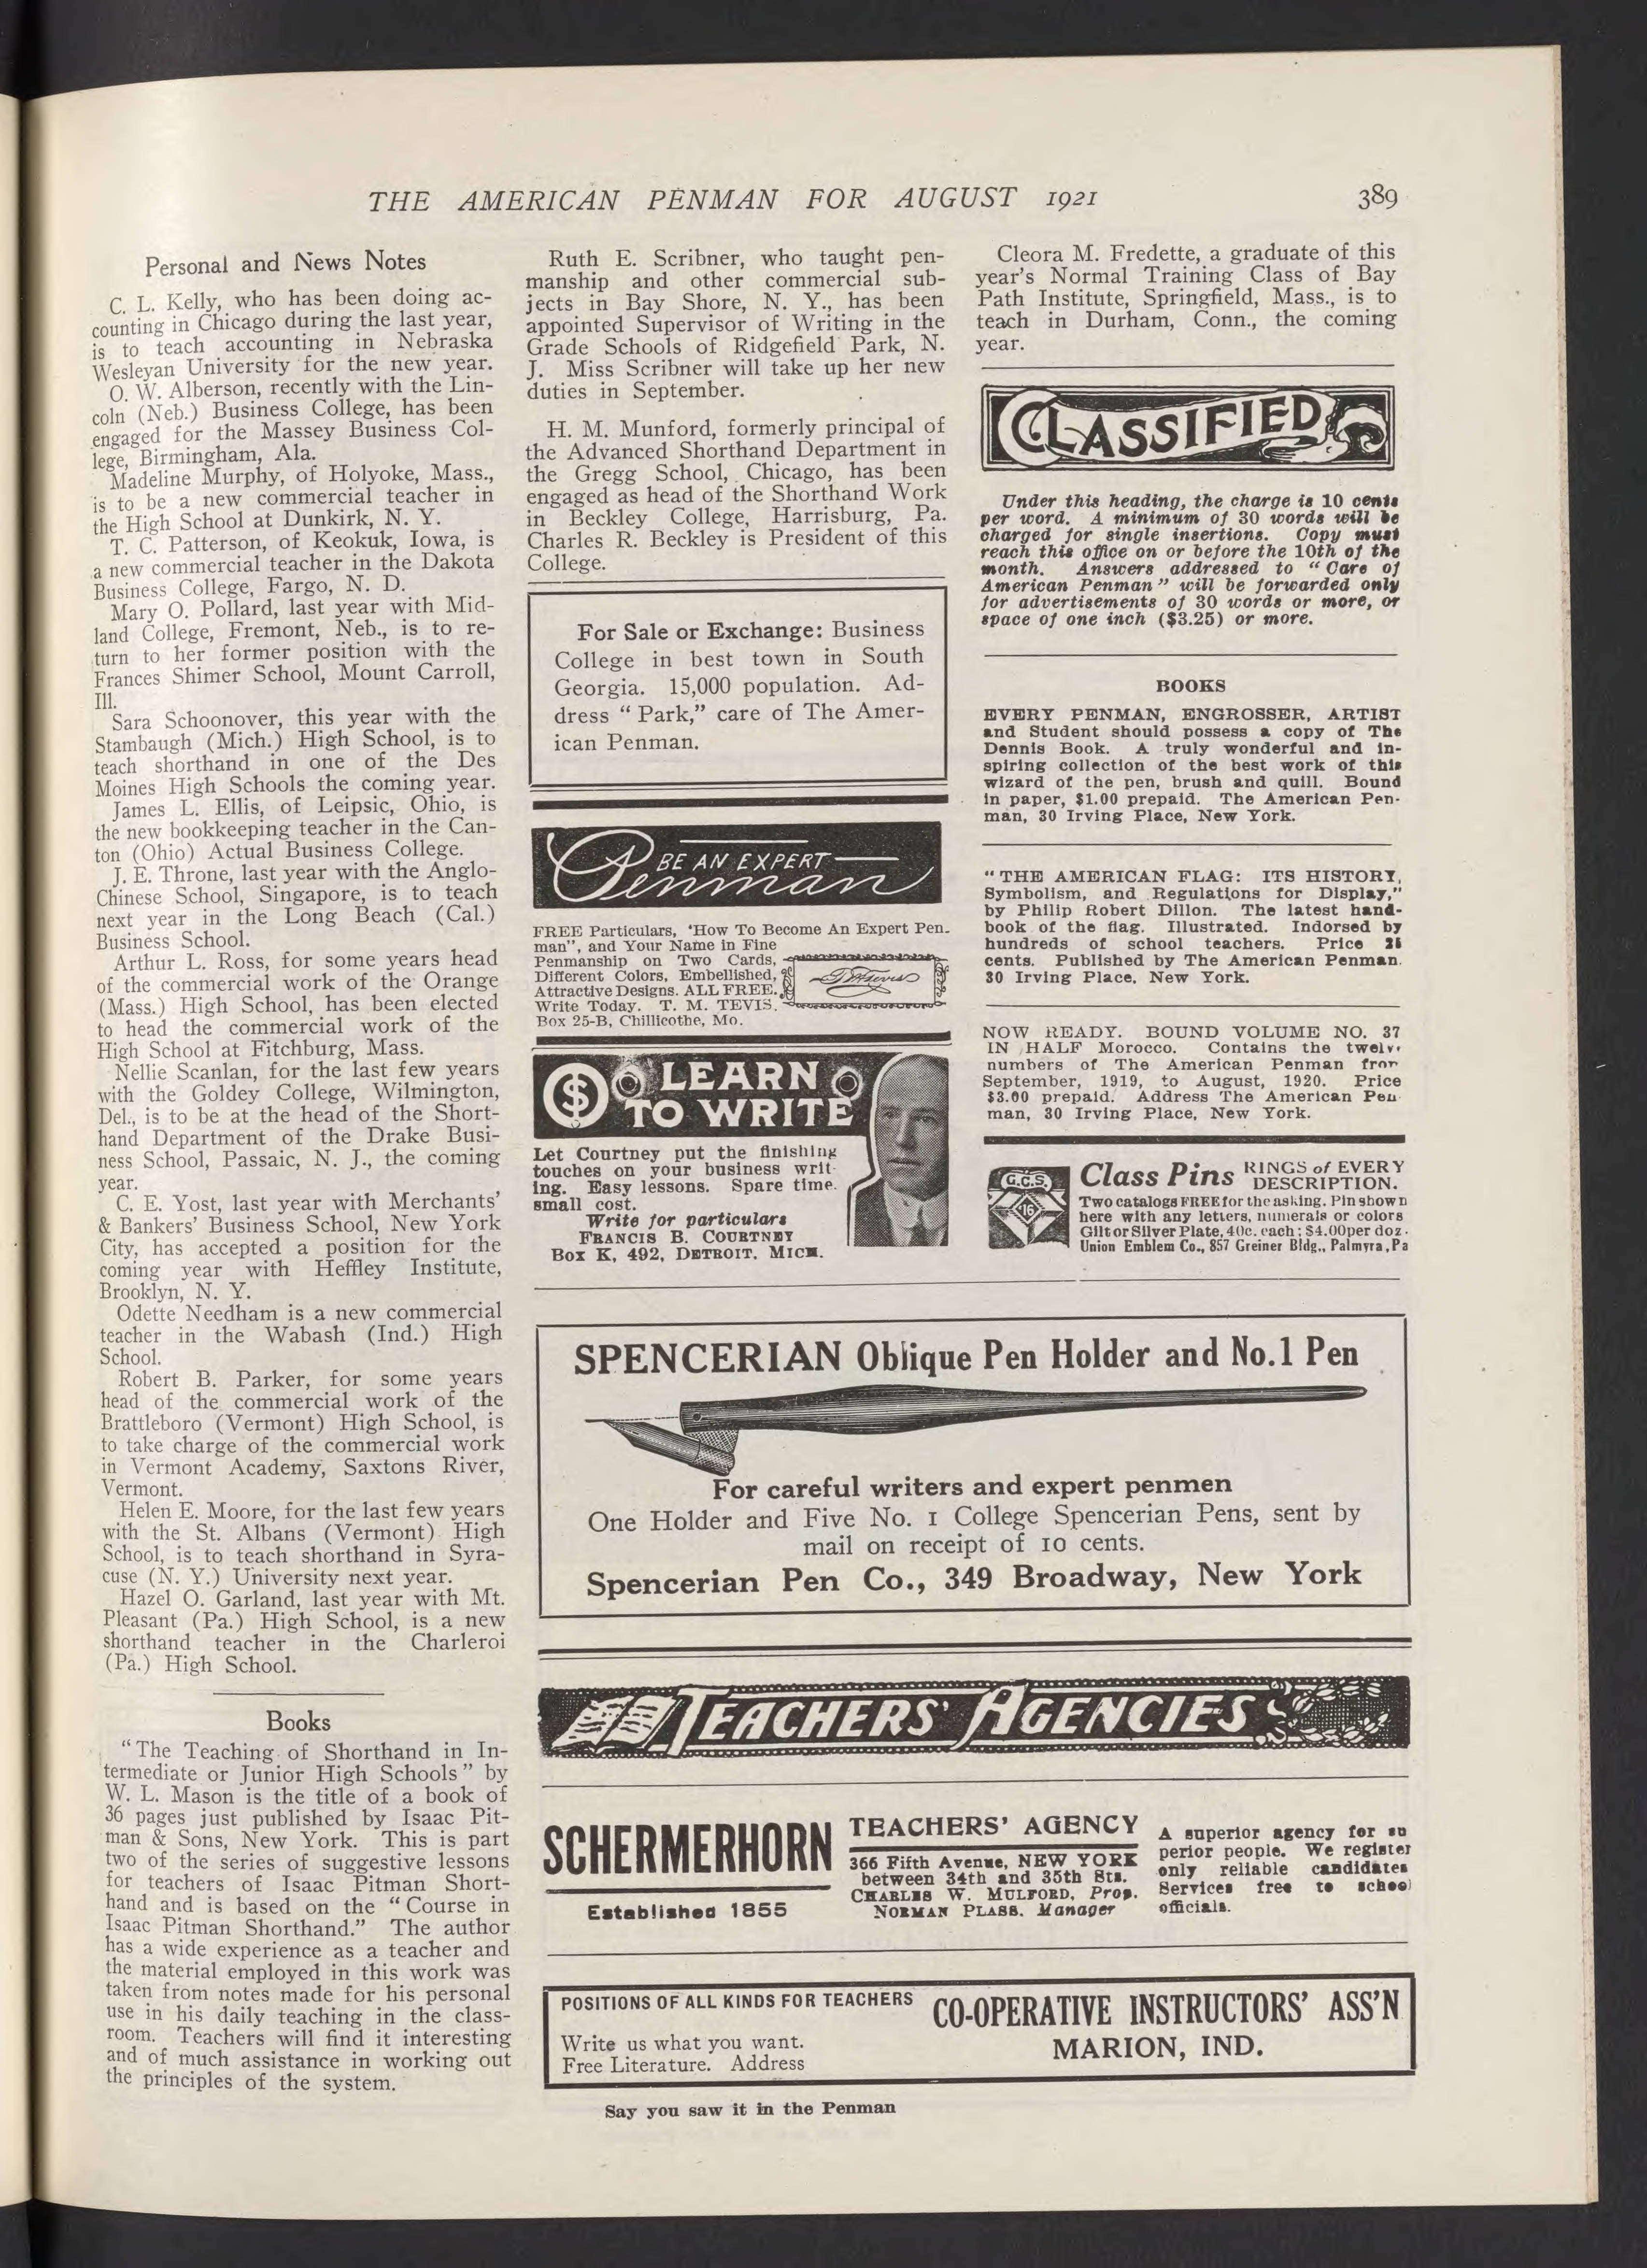 THE AMERICAN PENMAN FOR AUGUST 1921
389
Personal and News Notes
C. L. Kelly, who has been doing ac-
counting in Chicago during the last year,
is to teach accounting in Nebraska
Wesleyan University for the new year.
O. W. Alberson, recently with the Lin-
coln (Neb.) Business College, has been
engaged for the Massey Business Col-
lege, Birmingham, Ala.
Madeline Murphy, of Holyoke, Mass.,
is to be a new commercial teacher in
the High School at Dunkirk, N. Y.
T. C. Patterson, of Keokuk, Iowa, is
a new commercial teacher in the Dakota
Business College, Fargo, N. D.
Mary O. Pollard, last year with Mid-
land College, Fremont, Neb., is to re-
turn to her former position with the
Frances Shimer School, Mount Carroll,
Ill.
Sara Schoonover, this year with the
Stambaugh (Mich.) High School, is to
teach shorthand in one of the Des
Moines High Schools the coming year.
James L. Ellis, of Leipsic, Ohio, is
the new bookkeeping teacher in the Can-
ton (Ohio) Actual Business College.
J. E. Throne, last year with the Anglo-
Chinese School, Singapore, is to teach
next year in the Long Beach (Cal.)
Business School.
Arthur L. Ross, for some years head
of the commercial work of the Orange
(Mass.) High School, has been elected
to head the commercial work of the
High School at Fitchburg, Mass.
Nellie Scanlan, for the last few years
with the Goldey College, Wilmington,
Del., is to be at the head of the Short-
hand Department of the Drake Busi-
ness School, Passaic, N. J., the coming
year.
C. E. Yost, last year with Merchants'
& Bankers' Business School, New York
City, has accepted a position for the
coming year with Heffley Institute,
Brooklyn, N. Y.
Odette Needham is a new commercial
teacher in the Wabash (Ind.) High
School.
Robert B. Parker, for some years
head of the commercial work of the
Brattleboro (Vermont) High School, is
to take charge of the commercial work
in Vermont Academy, Saxtons River,
Vermont.
Helen E. Moore, for the last few years
with the St. Albans (Vermont) High
School, is to teach shorthand in Syra-
cuse (N. Y.) University next year.
Hazel O. Garland, last year with Mt.
Pleasant (Pa.) High School, is a new
shorthand teacher in the Charleroi
(Pa.) High School.
Books
"The Teaching of Shorthand in In-
termediate or Junior High Schools" by
W. L. Mason is the title of a book of
36 pages just published by Isaac Pit-
man & Sons, New York. This is part
two of the series of suggestive lessons
for teachers of Isaac Pitman Short-
hand and is based on the "Course in
Isaac Pitman Shorthand." The author
has a wide experience as a teacher and
the material employed in this work was
taken from notes made for his personal
use in his daily teaching in the class-
room. Teachers will find it interesting
and of much assistance in working out
the principles of the system.
Ruth E. Scribner, who taught pen-
manship and other commercial sub-
jects in Bay Shore, N. Y., has been
appointed Supervisor of Writing in the
Grade Schools of Ridgefield Park, N.
J. Miss Scribner will take up her new
duties in September.
H. M. Munford, formerly principal of
the Advanced Shorthand Department in
the Gregg School, Chicago, has been
engaged as head of the Shorthand Work
in Beckley College, Harrisburg, Pa.
Charles R. Beckley is President of this
College.
For Sale or Exchange: Business
College in best town in South
Georgia. 15,000 population. Ad-
dress "Park," care of The Amer-
ican Penman.
BE AN EXPERT
Penman
FREE Particulars, 'How To Become An Expert Pen-
man", and Your Name in Fine
Penmanship on Two Cards,
Different Colors, Embellished,
Attractive Designs. ALL FREE.
Write Today. T. M. TEVIS.
Box 25-B, Chillicothe, Mo.
$ LEARN
TO WRITE
Let Courtney put the finishing
touches on your business writ-
ing. Easy lessons. Spare time.
small cost.
Write for particulars
FRANCIS B. COURTNEY
Box K, 492, DETROIT. MICH.
Cleora M. Fredette, a graduate of this
year's Normal Training Class of Bay
Path Institute, Springfield, Mass., is to
teach in Durham, Conn., the coming
year.
CLASSIFIED
Under this heading, the charge is 10 cents
per word. A minimum of 30 words will be
charged for single insertions. Copy must
reach this office on or before the 10th of the
month. Answers addressed to "Care of
American Penman" will be forwarded only
for advertisements of 30 words or more, or
space of one inch ($3.25) or more.
BOOKS
EVERY PENMAN, ENGROSSER, ARTIST
and Student should possess a copy of The
Dennis Book. A truly wonderful and in-
spiring collection of the best work of this
wizard of the pen, brush and quill. Bound
in paper, $1.00 prepaid. The American Pen-
man, 30 Irving Place, New York.
"THE AMERICAN FLAG: ITS HISTORY,
Symbolism, and Regulations for Display,"
by Philip Robert Dillon. The latest hand-
book of the flag. Illustrated. Indorsed by
hundreds of school teachers. Price 25
cents. Published by The American Penman.
30 Irving Place, New York.
NOW READY. BOUND VOLUME NO. 37
IN HALF Morocco. Contains the twelve
numbers of The American Penman from
September, 1919, to August, 1920. Price
$3.00 prepaid. Address The American Pen-
man, 30 Irving Place, New York.
G.C.S.
'16
Class Pins RINGS of EVERY
DESCRIPTION.
Two catalogs FREE for the asking. Pin shown
here with any letters, numerals or colors
Gilt or Silver Plate, 40c. each; $4.00 per doz.
Union Emblem Co., 857 Greiner Bldg., Palmyra, Pa
SPENCERIAN Oblique Pen Holder and No.1 Pen
For careful writers and expert penmen
One Holder and Five No. 1 College Spencerian Pens, sent by
mail on receipt of 10 cents.
Spencerian Pen Co., 349 Broadway, New York
TEACHERS' AGENCIES
SCHERMERHORN
Established 1855
TEACHERS' AGENCY
366 Fifth Avenue, NEW YORK
between 34th and 35th Sts.
CHARLES W. MULFORD, Prop.
NORMAN PLASS. Manager
A superior agency for su
perior people. We register
only reliable candidates
Services free to school
officials.
POSITIONS OF ALL KINDS FOR TEACHERS
Write us what you want.
Free Literature. Address
CO-OPERATIVE INSTRUCTORS' ASS'N
MARION, IND.
Say you saw it in the Penman